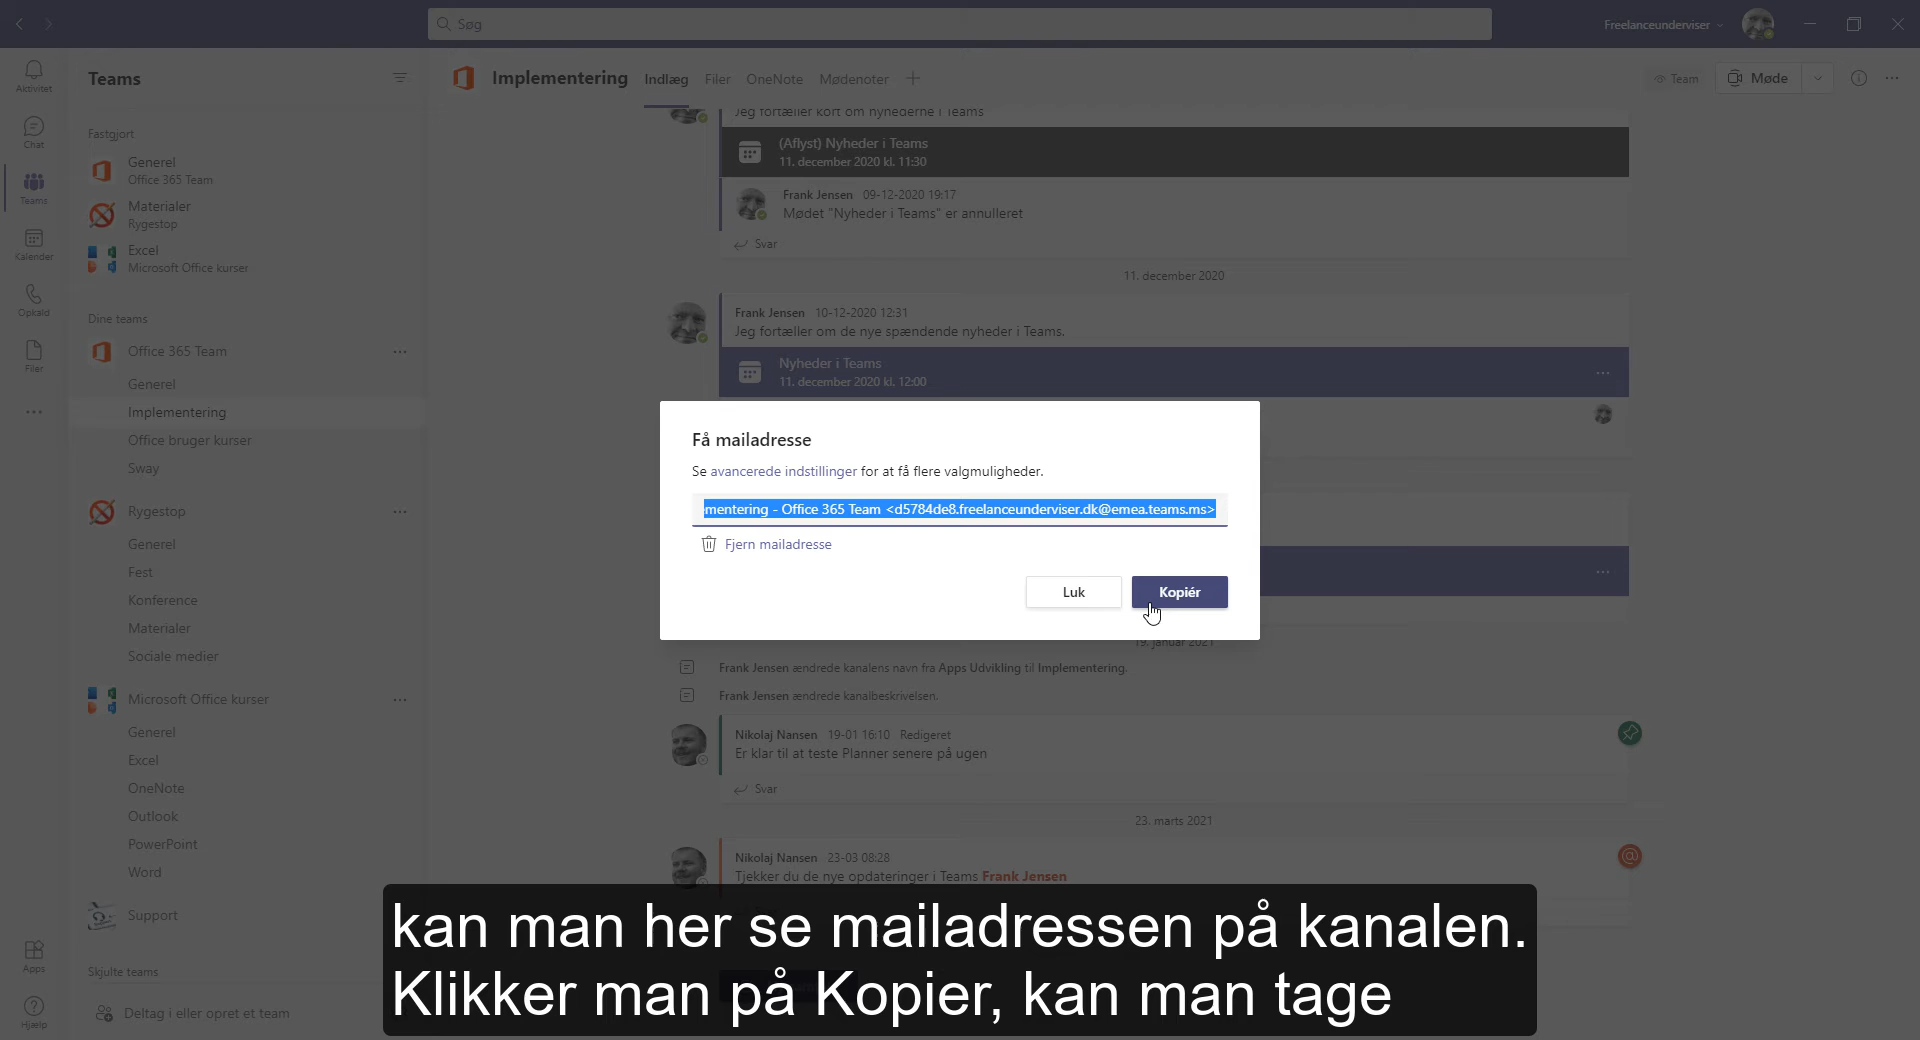 Søg
Freelanceunderviser
Aktivitet
Chat
Teams
Kalender
Opkald
Filer
Apps
Hjælp
Teams
Fastgjort
Generel
Office 365 Team
Materialer
Rygestop
Excel
Microsoft Office kurser
Dine teams
Office 365 Team
Generel
Implementering
Office bruger kurser
Sway
Rygestop
Generel
Fest
Konference
Materialer
Sociale medier
Microsoft Office kurser
Generel
Excel
OneNote
Outlook
PowerPoint
Word
Support
Skjulte teams
Deltag i eller opret et team
Implementering Indlæg Filer OneNote Mødenoter
Team Møde
Jeg fortæller kort om nyhederne i Teams
(Aflyst) Nyheder i Teams
11. december 2020 kl. 11:30
Frank Jensen 09-12-2020 19:17
Mødet "Nyheder i Teams" er annulleret
Svar
11. december 2020
Frank Jensen 10-12-2020 12:31
Jeg fortæller om de nye spændende nyheder i Teams.
Nyheder i Teams
11. december 2020 kl. 12:00
Få mailadresse
Se avancerede indstillinger for at få flere valgmuligheder.
mentering - Office 365 Team <d5784de8.freelanceunderviser.dk@emea.teams.ms>
Fjern mailadresse
Luk
Kopiér
19. januar 2021
Frank Jensen ændrede kanalens navn fra Apps Udvikling til Implementering.
Frank Jensen ændrede kanalbeskrivelsen.
Nikolaj Nansen 19-01 16:10 Redigeret
Er klar til at teste Planner senere på ugen
Svar
23. marts 2021
Nikolaj Nansen 23-03 08:28
Tjekker du de nye opdateringer i Teams Frank Jensen
kan man her se mailadressen på kanalen.
Klikker man på Kopier, kan man tage